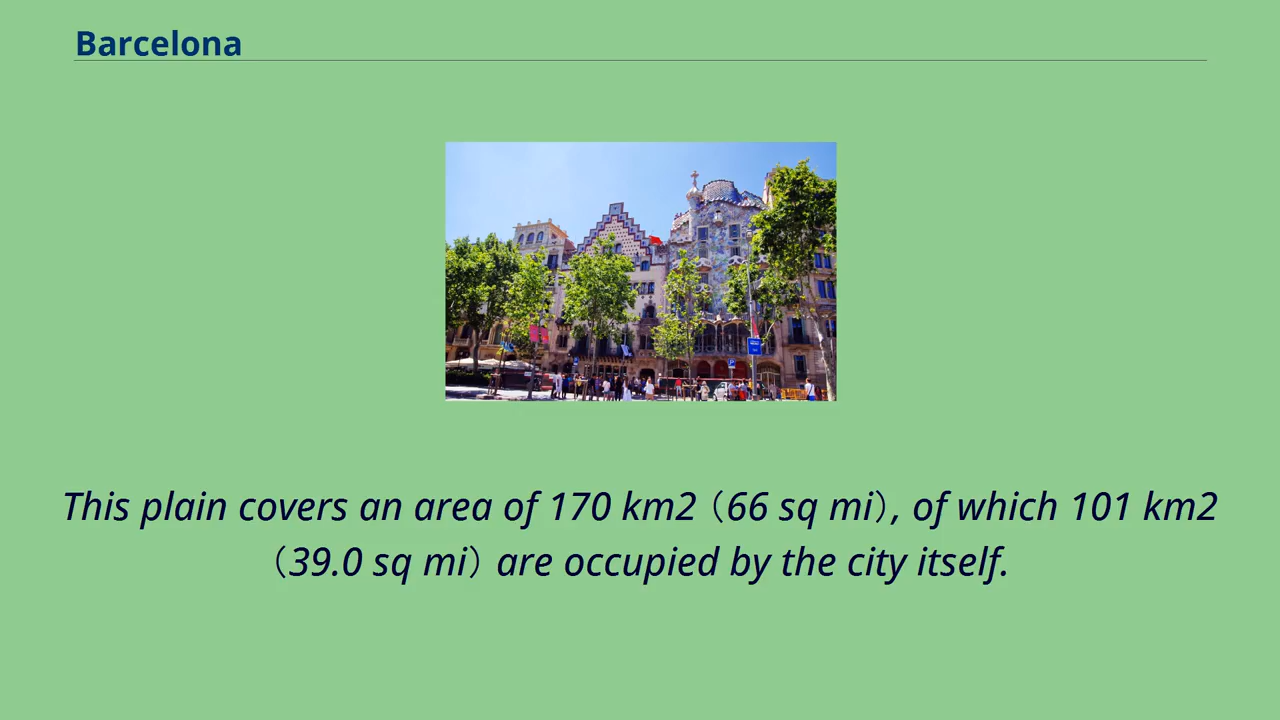 Barcelona
This plain covers an area of 170 km2（66 sq mi）, of which 101 km2
（39.0 sq mi）are occupied by the city itself.